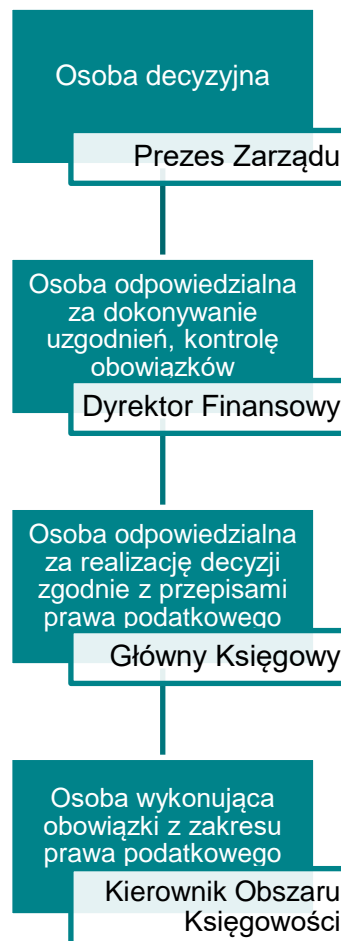 Osoba decyzyjna
Prezes Zarządu
Osoba odpowiedzialna
za dokonywanie
uzgodnień, kontrolę
obowiązków
Dyrektor Finansowy
Osoba odpowiedzialna
za realizację decyzji
zgodnie z przepisami
prawa podatkowego
Główny Księgowy
Osoba wykonująca
obowiązki z zakresu
prawa podatkowego
Kierownik Obszaru
Księgowości